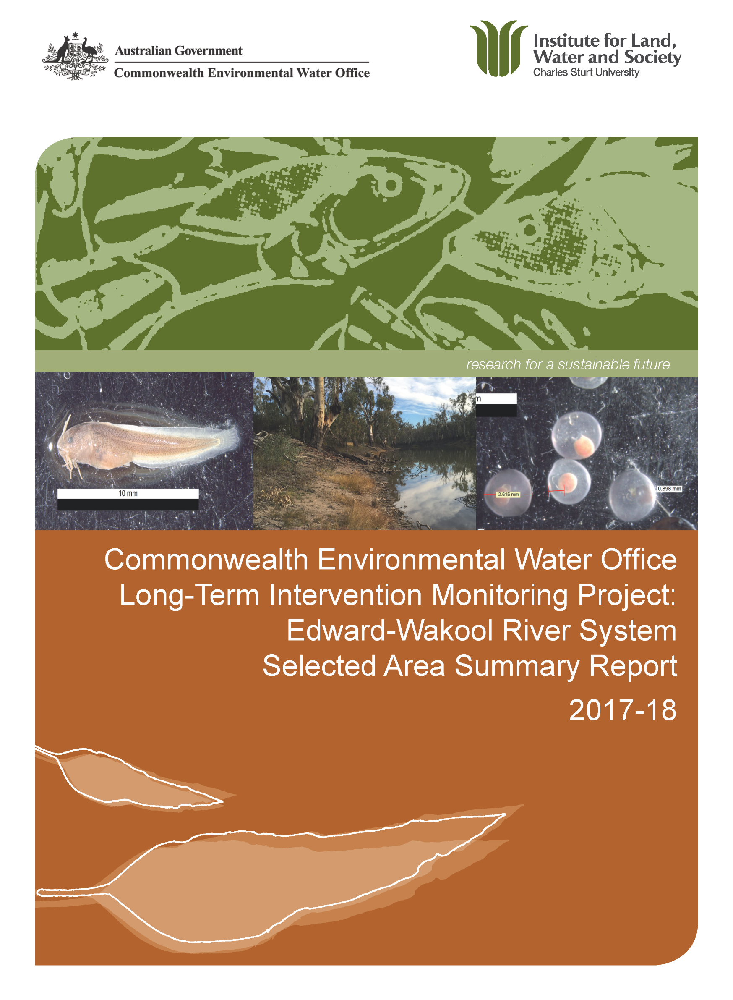 Australian Government
Commonwealth Environmental Water Office
AUSTRALIA
Institute for Land,
Water and Society
Charles Sturt University
research for a sustainable future
10 mm
m
2.615 mm
0.898 mm
Commonwealth Environmental Water Office
Long-Term Intervention Monitoring Project:
Edward-Wakool River System
Selected Area Summary Report
2017-18